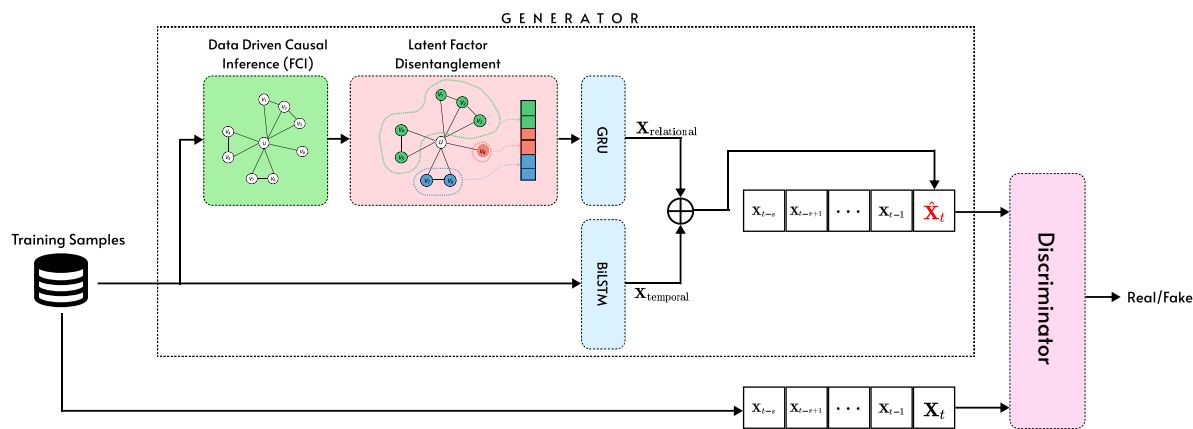 GENERATOR
Data Driven Causal
Inference (FCI)
Latent Factor
Disentanglement
GRU
X_relational
BiLSTM
X_temporal
Training Samples
X_{t-s} X_{t-s+1} ··· X_{t-1} X̂_t
Discriminator
Real/Fake
X_{t-s} X_{t-s+1} ··· X_{t-1} X_t